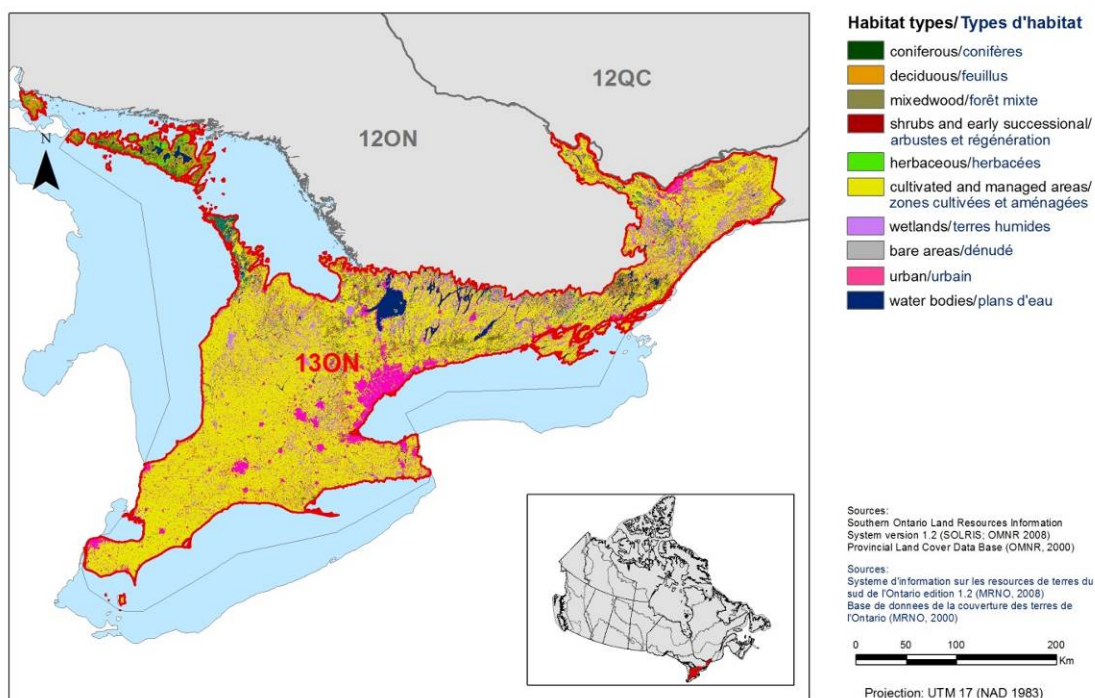 12QC
12ON
N
13ON
Habitat types/Types d'habitat
coniferous/conifères
deciduous/feuillus
mixedwood/forêt mixte
shrubs and early successional/
arbustes et régénération
herbaceous/herbacées
cultivated and managed areas/
zones cultivées et aménagées
wetlands/terres humides
bare areas/dénudé
urban/urbain
water bodies/plans d'eau
Sources:
Southern Ontario Land Resources Information
System version 1.2 (SOLRIS; OMNR 2008)
Provincial Land Cover Data Base (OMNR, 2000)
Sources:
Systeme d'information sur les resources de terres du
sud de l'Ontario edition 1.2 (MRNO, 2008)
Base de donnees de la couverture des terres de
l'Ontario (MRNO, 2000)
0 50 100 200
Km
Projection: UTM 17 (NAD 1983)